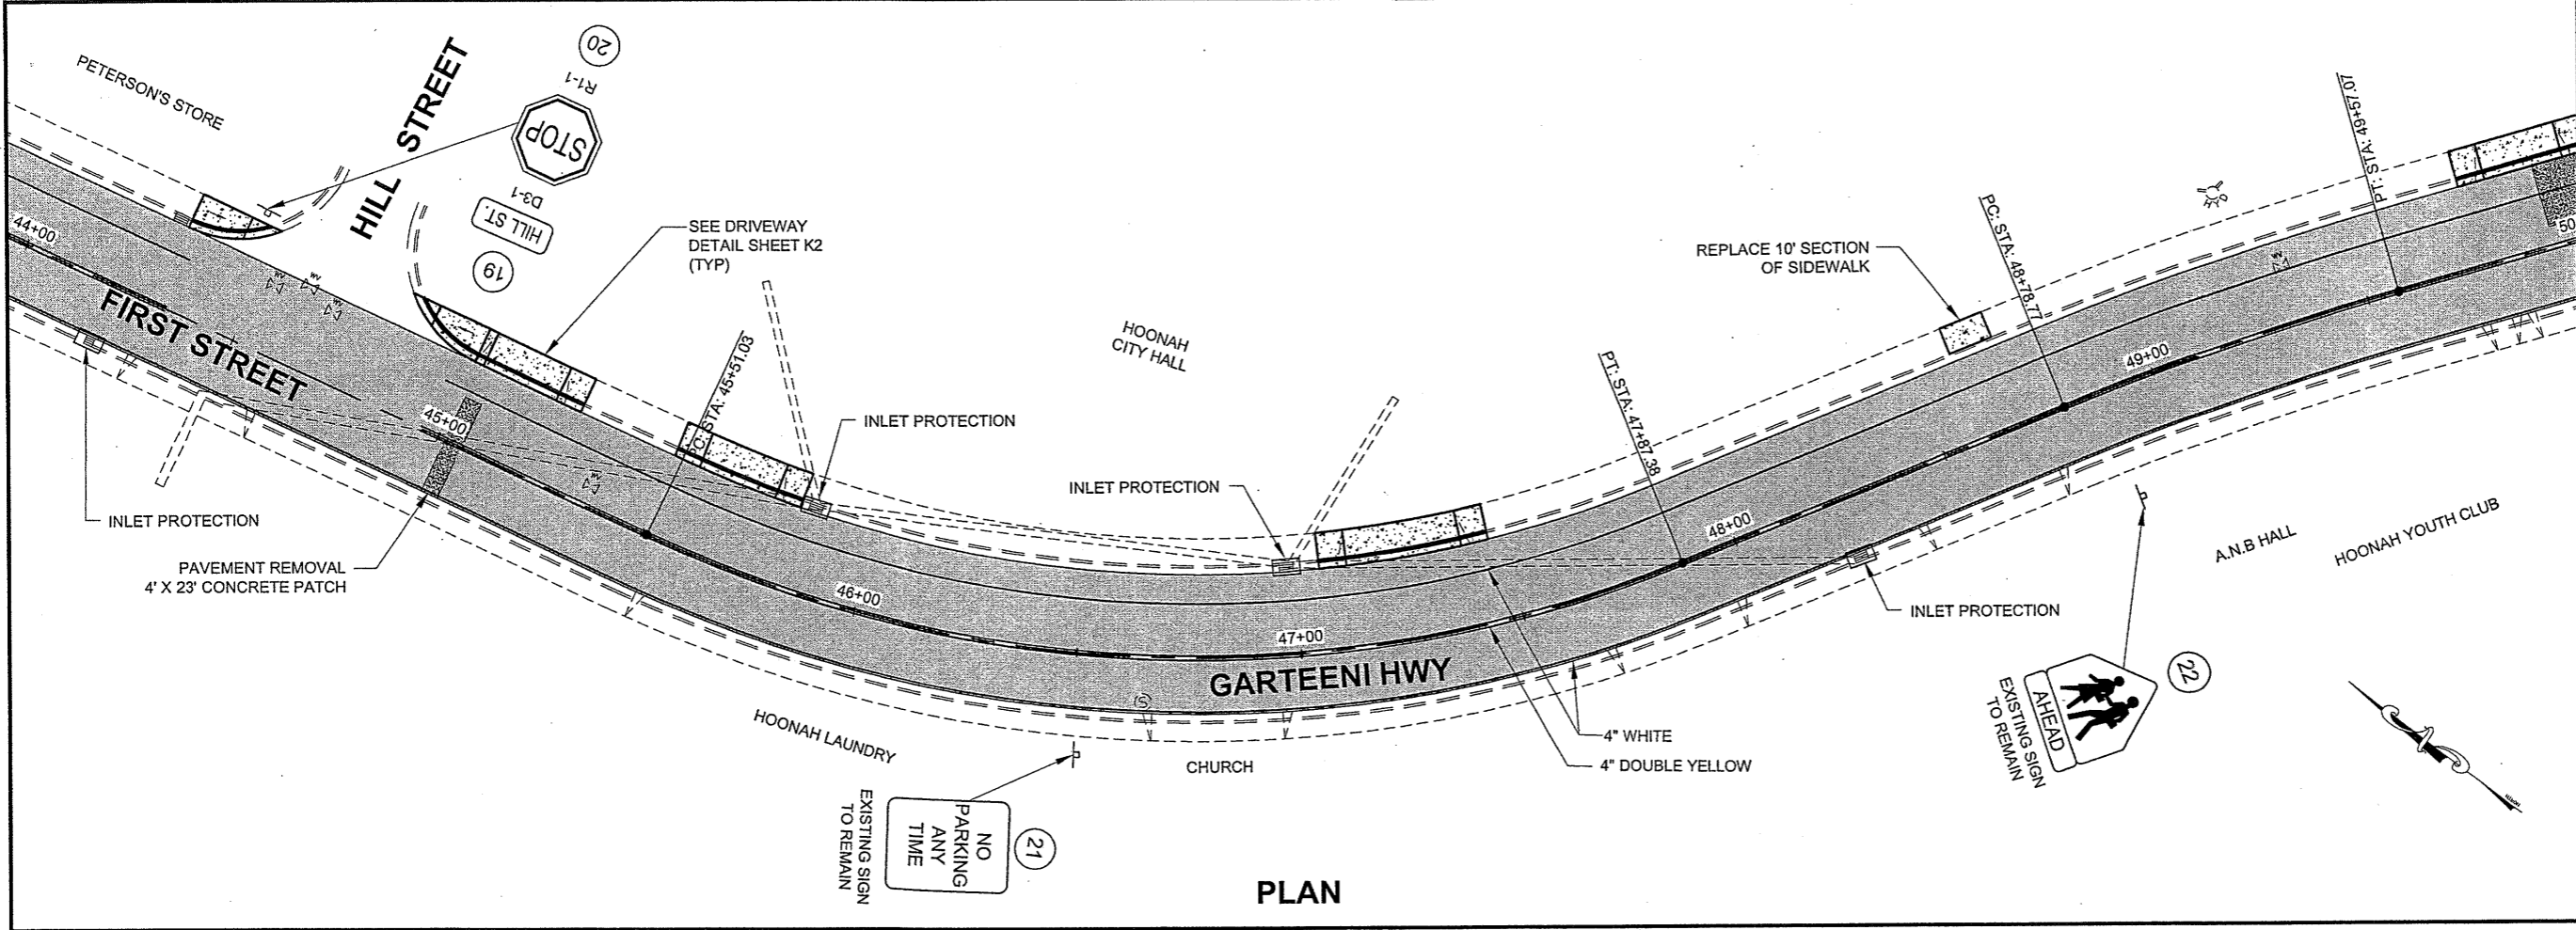 PETERSON'S STORE
HILL STREET
20
R1-1
STOP
D3-1
HILL ST.
19
SEE DRIVEWAY
DETAIL SHEET K2
(TYP)
44+00
FIRST STREET
WV
WV
WV
INLET PROTECTION
45+00
PAVEMENT REMOVAL
4' X 23' CONCRETE PATCH
WV
PC: STA: 45+51.03
INLET PROTECTION
46+00
HOONAH
CITY HALL
INLET PROTECTION
47+00
GARTEENI HWY
S
HOONAH LAUNDRY
CHURCH
NO
PARKING
ANY
TIME
21
EXISTING SIGN
TO REMAIN
4" WHITE
4" DOUBLE YELLOW
PT: STA: 47+87.38
48+00
REPLACE 10' SECTION
OF SIDEWALK
PC: STA: 48+78.77
49+00
PT: STA: 49+57.07
50
INLET PROTECTION
22
AHEAD
EXISTING SIGN
TO REMAIN
A.N.B HALL
HOONAH YOUTH CLUB
PLAN